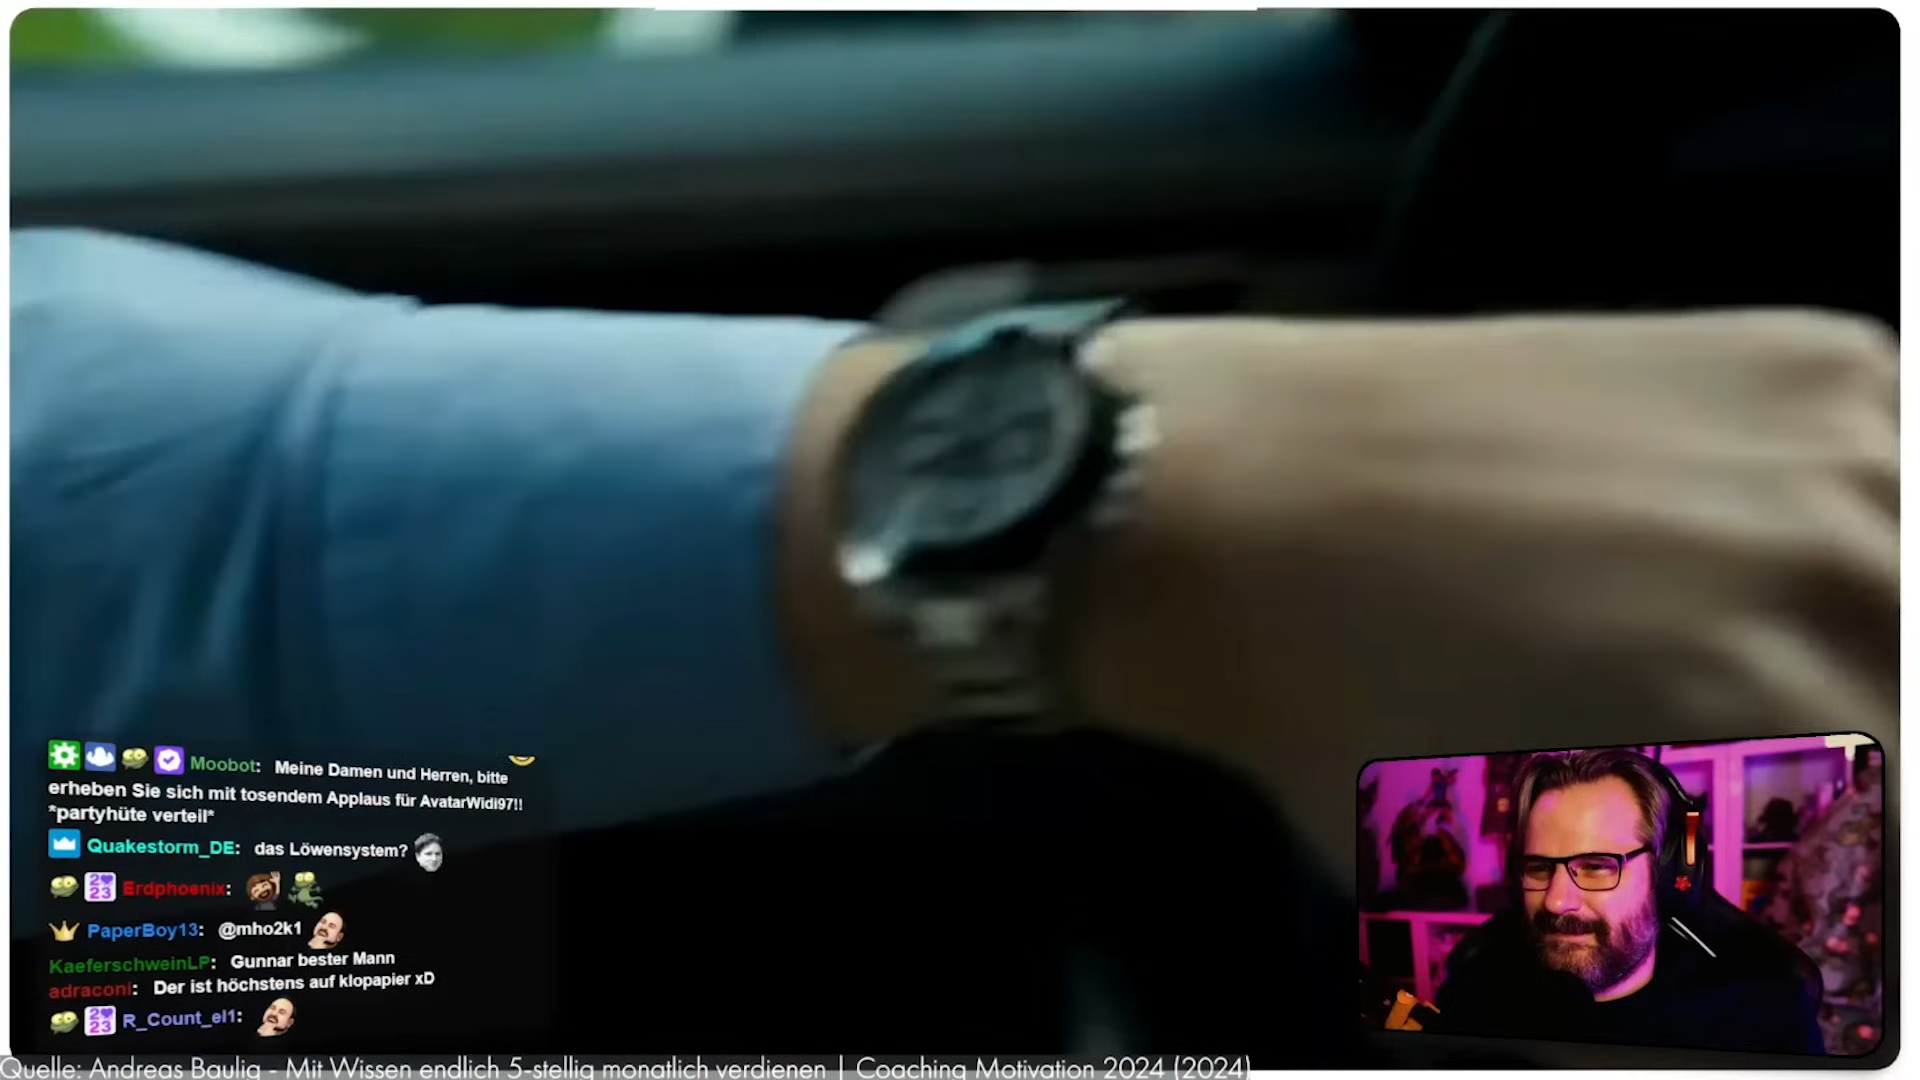 Moobot: Meine Damen und Herren, bitte
erheben Sie sich mit tosendem Applaus für AvatarWidi97!!
*partyhüte verteil*
Quakestorm_DE: das Löwensystem?
2023 Erdphoenix:
PaperBoy13: @mho2k1
KaeferschweinLP: Gunnar bester Mann
adraconi: Der ist höchstens auf klopapier xD
2023 R_Count_el1:
Quelle: Andreas Baulig - Mit Wissen endlich 5-stellig monatlich verdienen | Coaching Motivation 2024 (2024)